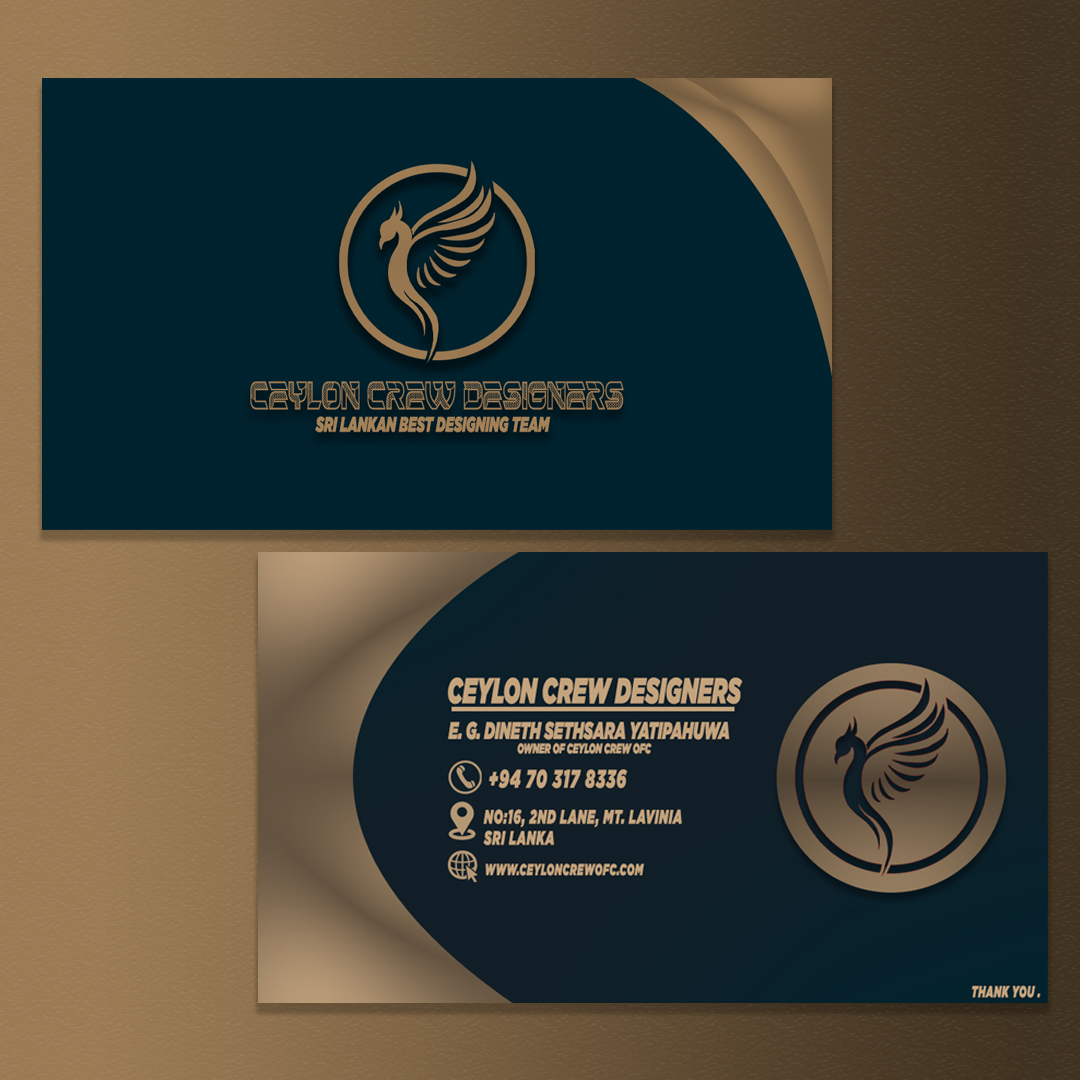 CEYLON CREW DESIGNERS
SRI LANKAN BEST DESIGNING TEAM
CEYLON CREW DESIGNERS
E. G. DINETH SETHSARA YATIPAHUWA
OWNER OF CEYLON CREW OFC
+94 70 317 8336
NO:16, 2ND LANE, MT. LAVINIA
SRI LANKA
WWW.CEYLONCREWOFC.COM
THANK YOU .